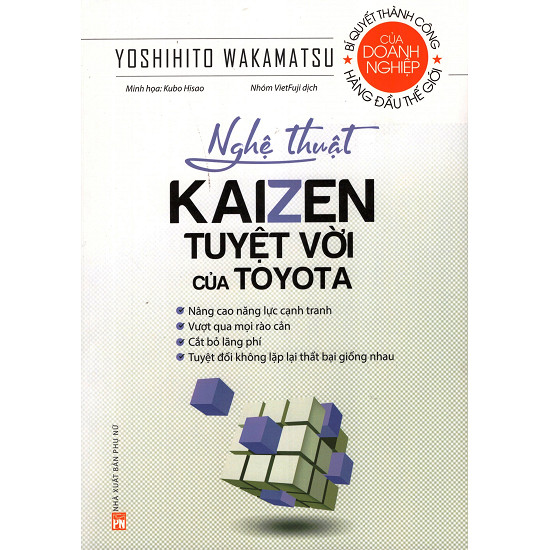 YOSHIHITO WAKAMATSU
Minh họa: Kubo Hisao
Nhóm VietFuji dịch
BÍ QUYẾT THÀNH CÔNG
CỦA
DOANH
NGHIỆP
HÀNG ĐẦU THẾ GIỚI
Nghệ thuật
KAIZEN
TUYỆT VỜI
CỦA TOYOTA
Nâng cao năng lực cạnh tranh
Vượt qua mọi rào cản
Cắt bỏ lãng phí
Tuyệt đối không lặp lại thất bại giống nhau
NHÀ XUẤT BẢN PHỤ NỮ
PN